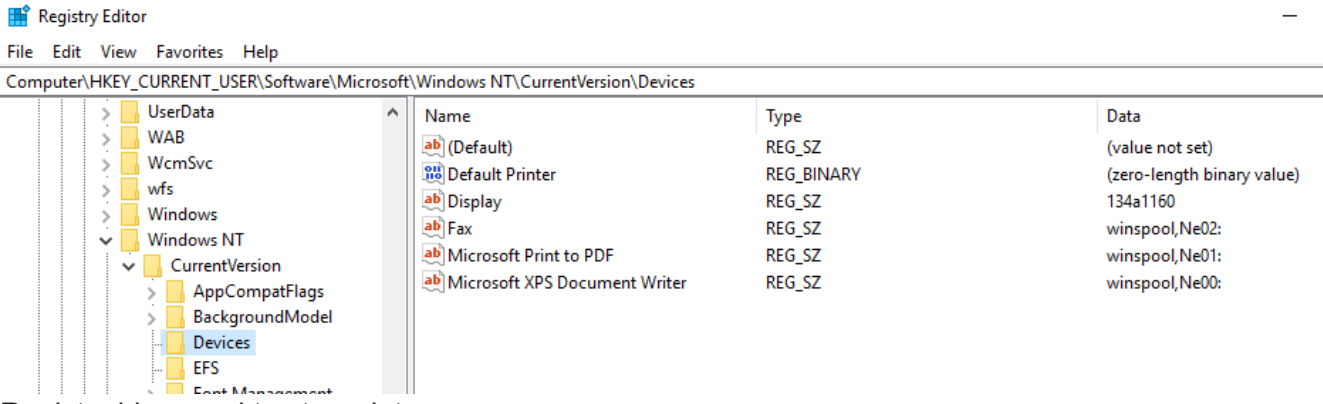 Registry Editor
File Edit View Favorites Help
Computer\HKEY_CURRENT_USER\Software\Microsoft\Windows NT\CurrentVersion\Devices
UserData
WAB
WcmSvc
wfs
Windows
Windows NT
CurrentVersion
AppCompatFlags
BackgroundModel
Devices
EFS
Font Management
Name Type Data
(Default) REG_SZ (value not set)
Default Printer REG_BINARY (zero-length binary value)
Display REG_SZ 134a1160
Fax REG_SZ winspool,Ne02:
Microsoft Print to PDF REG_SZ winspool,Ne01:
Microsoft XPS Document Writer REG_SZ winspool,Ne00: